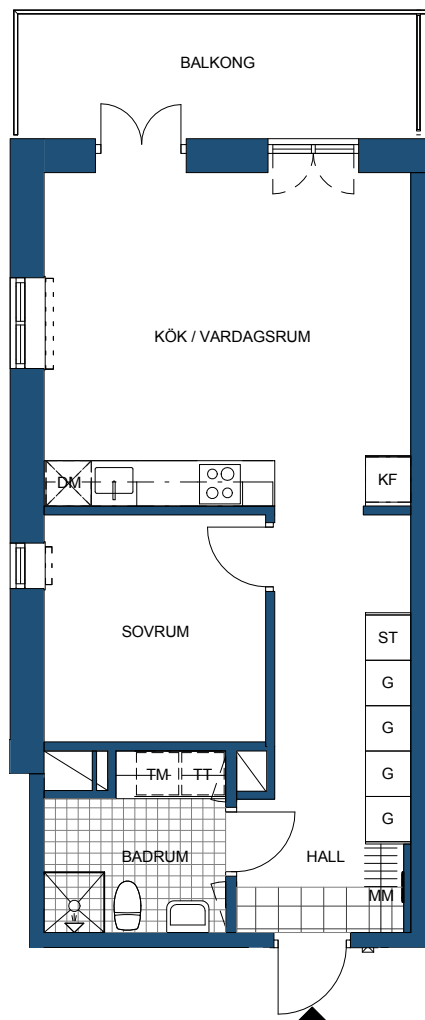 BALKONG
KÖK / VARDAGSRUM
DM
KF
SOVRUM
ST
G
G
G
G
TM
TT
BADRUM
HALL
MM